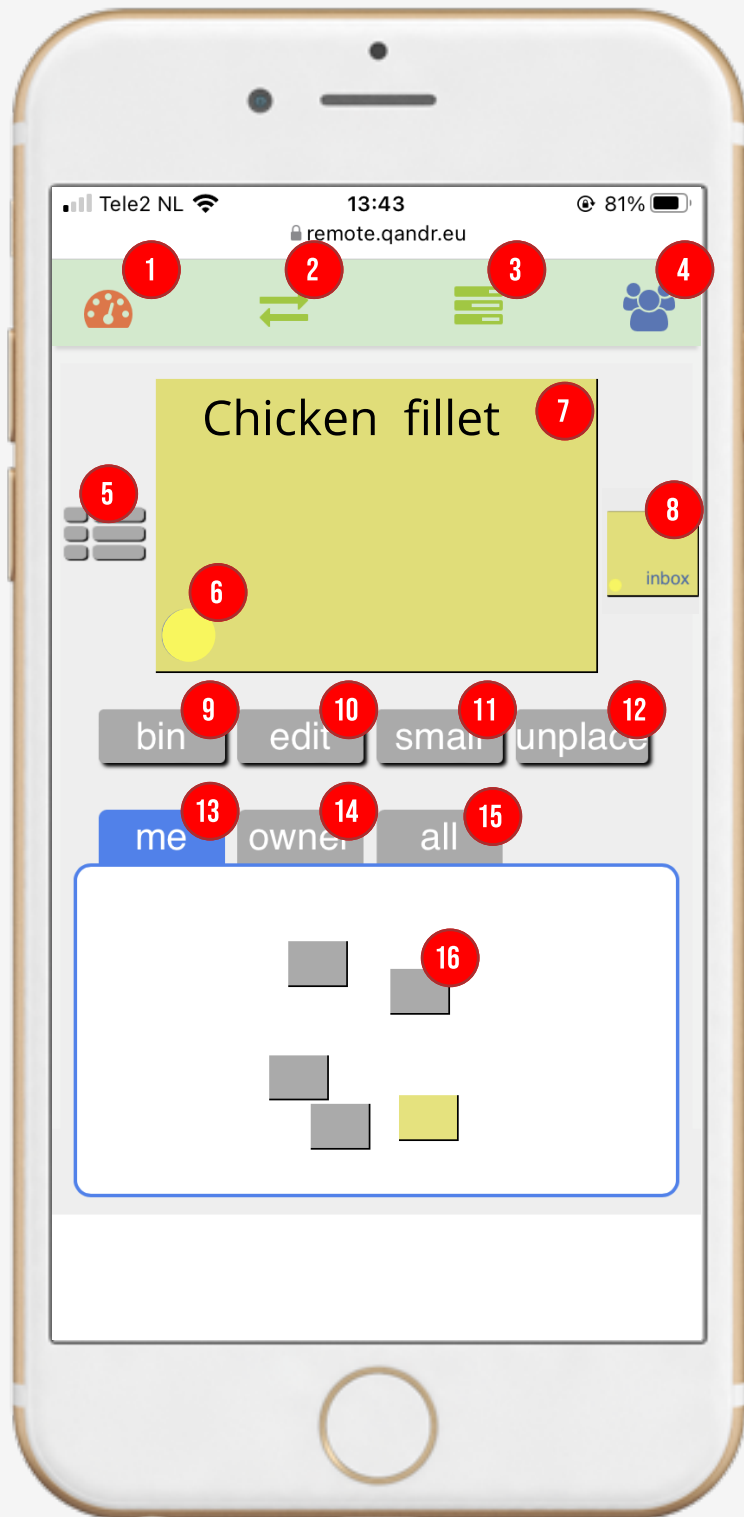 Tele2 NL 13:43 81%
remote.qandr.eu
1 2 3 4
Chicken fillet 7
5
8
inbox
6
9 10 11 12
bin edit small unplace
13 14 15
me owner all
16